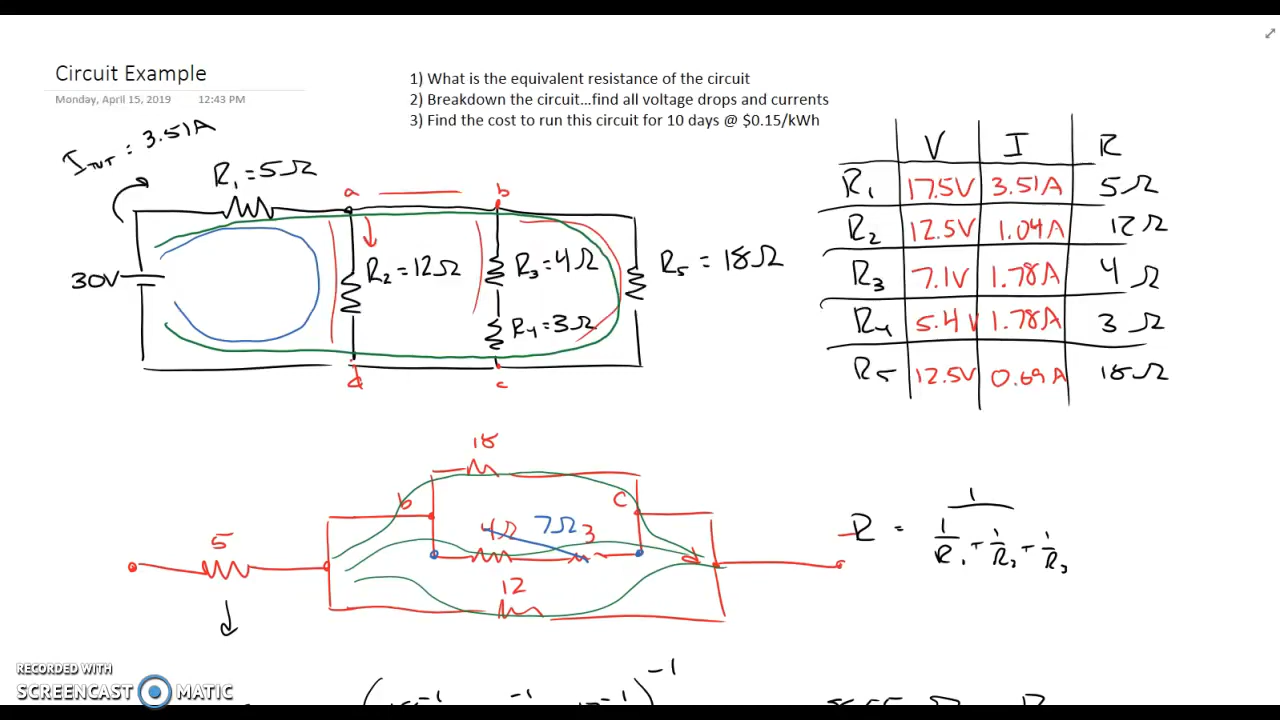 Circuit Example
Monday, April 15, 2019 12:43 PM
1) What is the equivalent resistance of the circuit
2) Breakdown the circuit...find all voltage drops and currents
3) Find the cost to run this circuit for 10 days @ $0.15/kWh
I_TOT = 3.51A
R₁ = 5Ω
a b
30V
R₂ = 12Ω
R₃ = 4Ω
R₄ = 3Ω
R₅ = 18Ω
d c
V I R
R₁ 17.5V 3.51A 5Ω
R₂ 12.5V 1.04A 12Ω
R₃ 7.1V 1.78A 4Ω
R₄ 5.4V 1.78A 3Ω
R₅ 12.5V 0.69A 18Ω
18
b c
4Ω 7Ω 3
5
d
12
R = 1
1/R₁ + 1/R₂ + 1/R₃
RECORDED WITH
SCREENCAST MATIC